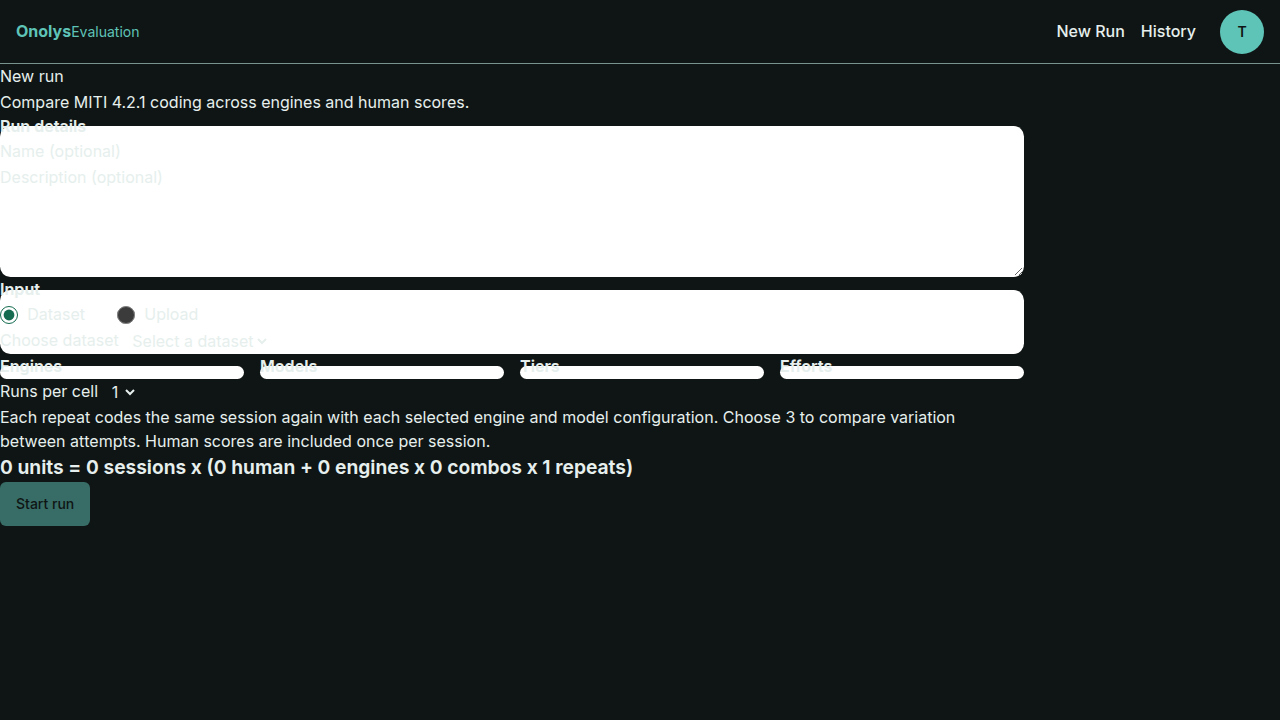 OnolysEvaluation
New Run
History
T
New run
Compare MITI 4.2.1 coding across engines and human scores.
Run details
Name (optional)
Description (optional)
Input
Dataset
Upload
Choose dataset
Select a dataset
Engines
Models
Tiers
Efforts
Runs per cell
1
Each repeat codes the same session again with each selected engine and model configuration. Choose 3 to compare variation
between attempts. Human scores are included once per session.
0 units = 0 sessions x (0 human + 0 engines x 0 combos x 1 repeats)
Start run